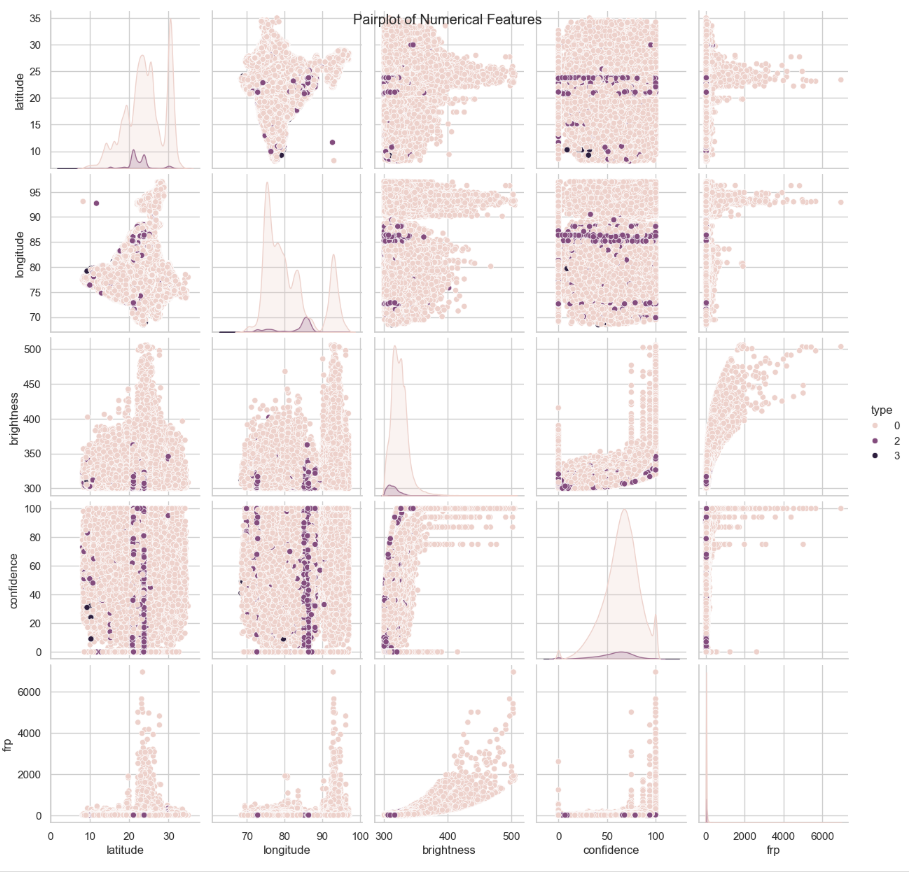 Pairplot of Numerical Features
35
30
25
20
15
10
latitude
95
90
85
80
75
70
longitude
500
450
400
350
300
brightness
100
80
60
40
20
0
confidence
6000
4000
2000
0
frp
type
0
2
3
0 10 20 30
70 80 90 100
300 400 500
0 50 100
0 2000 4000 6000
latitude longitude brightness confidence frp